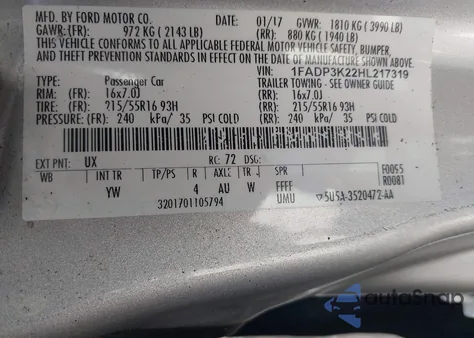 MFD. BY FORD MOTOR CO. 01/17 GVWR: 1810 KG ( 3990 LB)
GAWR:(FR): 972 KG ( 2143 LB) (RR): 880 KG ( 1940 LB)
THIS VEHICLE CONFORMS TO ALL APPLICABLE FEDERAL MOTOR VEHICLE SAFETY, BUMPER,
AND THEFT PREVENTION STANDARDS IN EFFECT ON THE DATE OF MANUFACTURE SHOWN ABOVE.
VIN: 1FADP3K22HL217319
TYPE: Passenger Car TRAILER TOWING - SEE OWNER GUIDE
RIM (FR): 16x7.0J (RR): 16x7.0J
TIRE: (FR): 215/55R16 93H (RR): 215/55R16 93H
PRESSURE: (FR): 240 kPa/ 35 PSI COLD (RR): 240 kPa/ 35 PSI COLD
EXT PNT: UX RC: 72 DSG:
WB INT TR TP/PS R AXLE TR SPR F0055
YW 4 AU W FFFF R0081
UMU
3201701105794 5U5A-3520472-AA
autoSnap